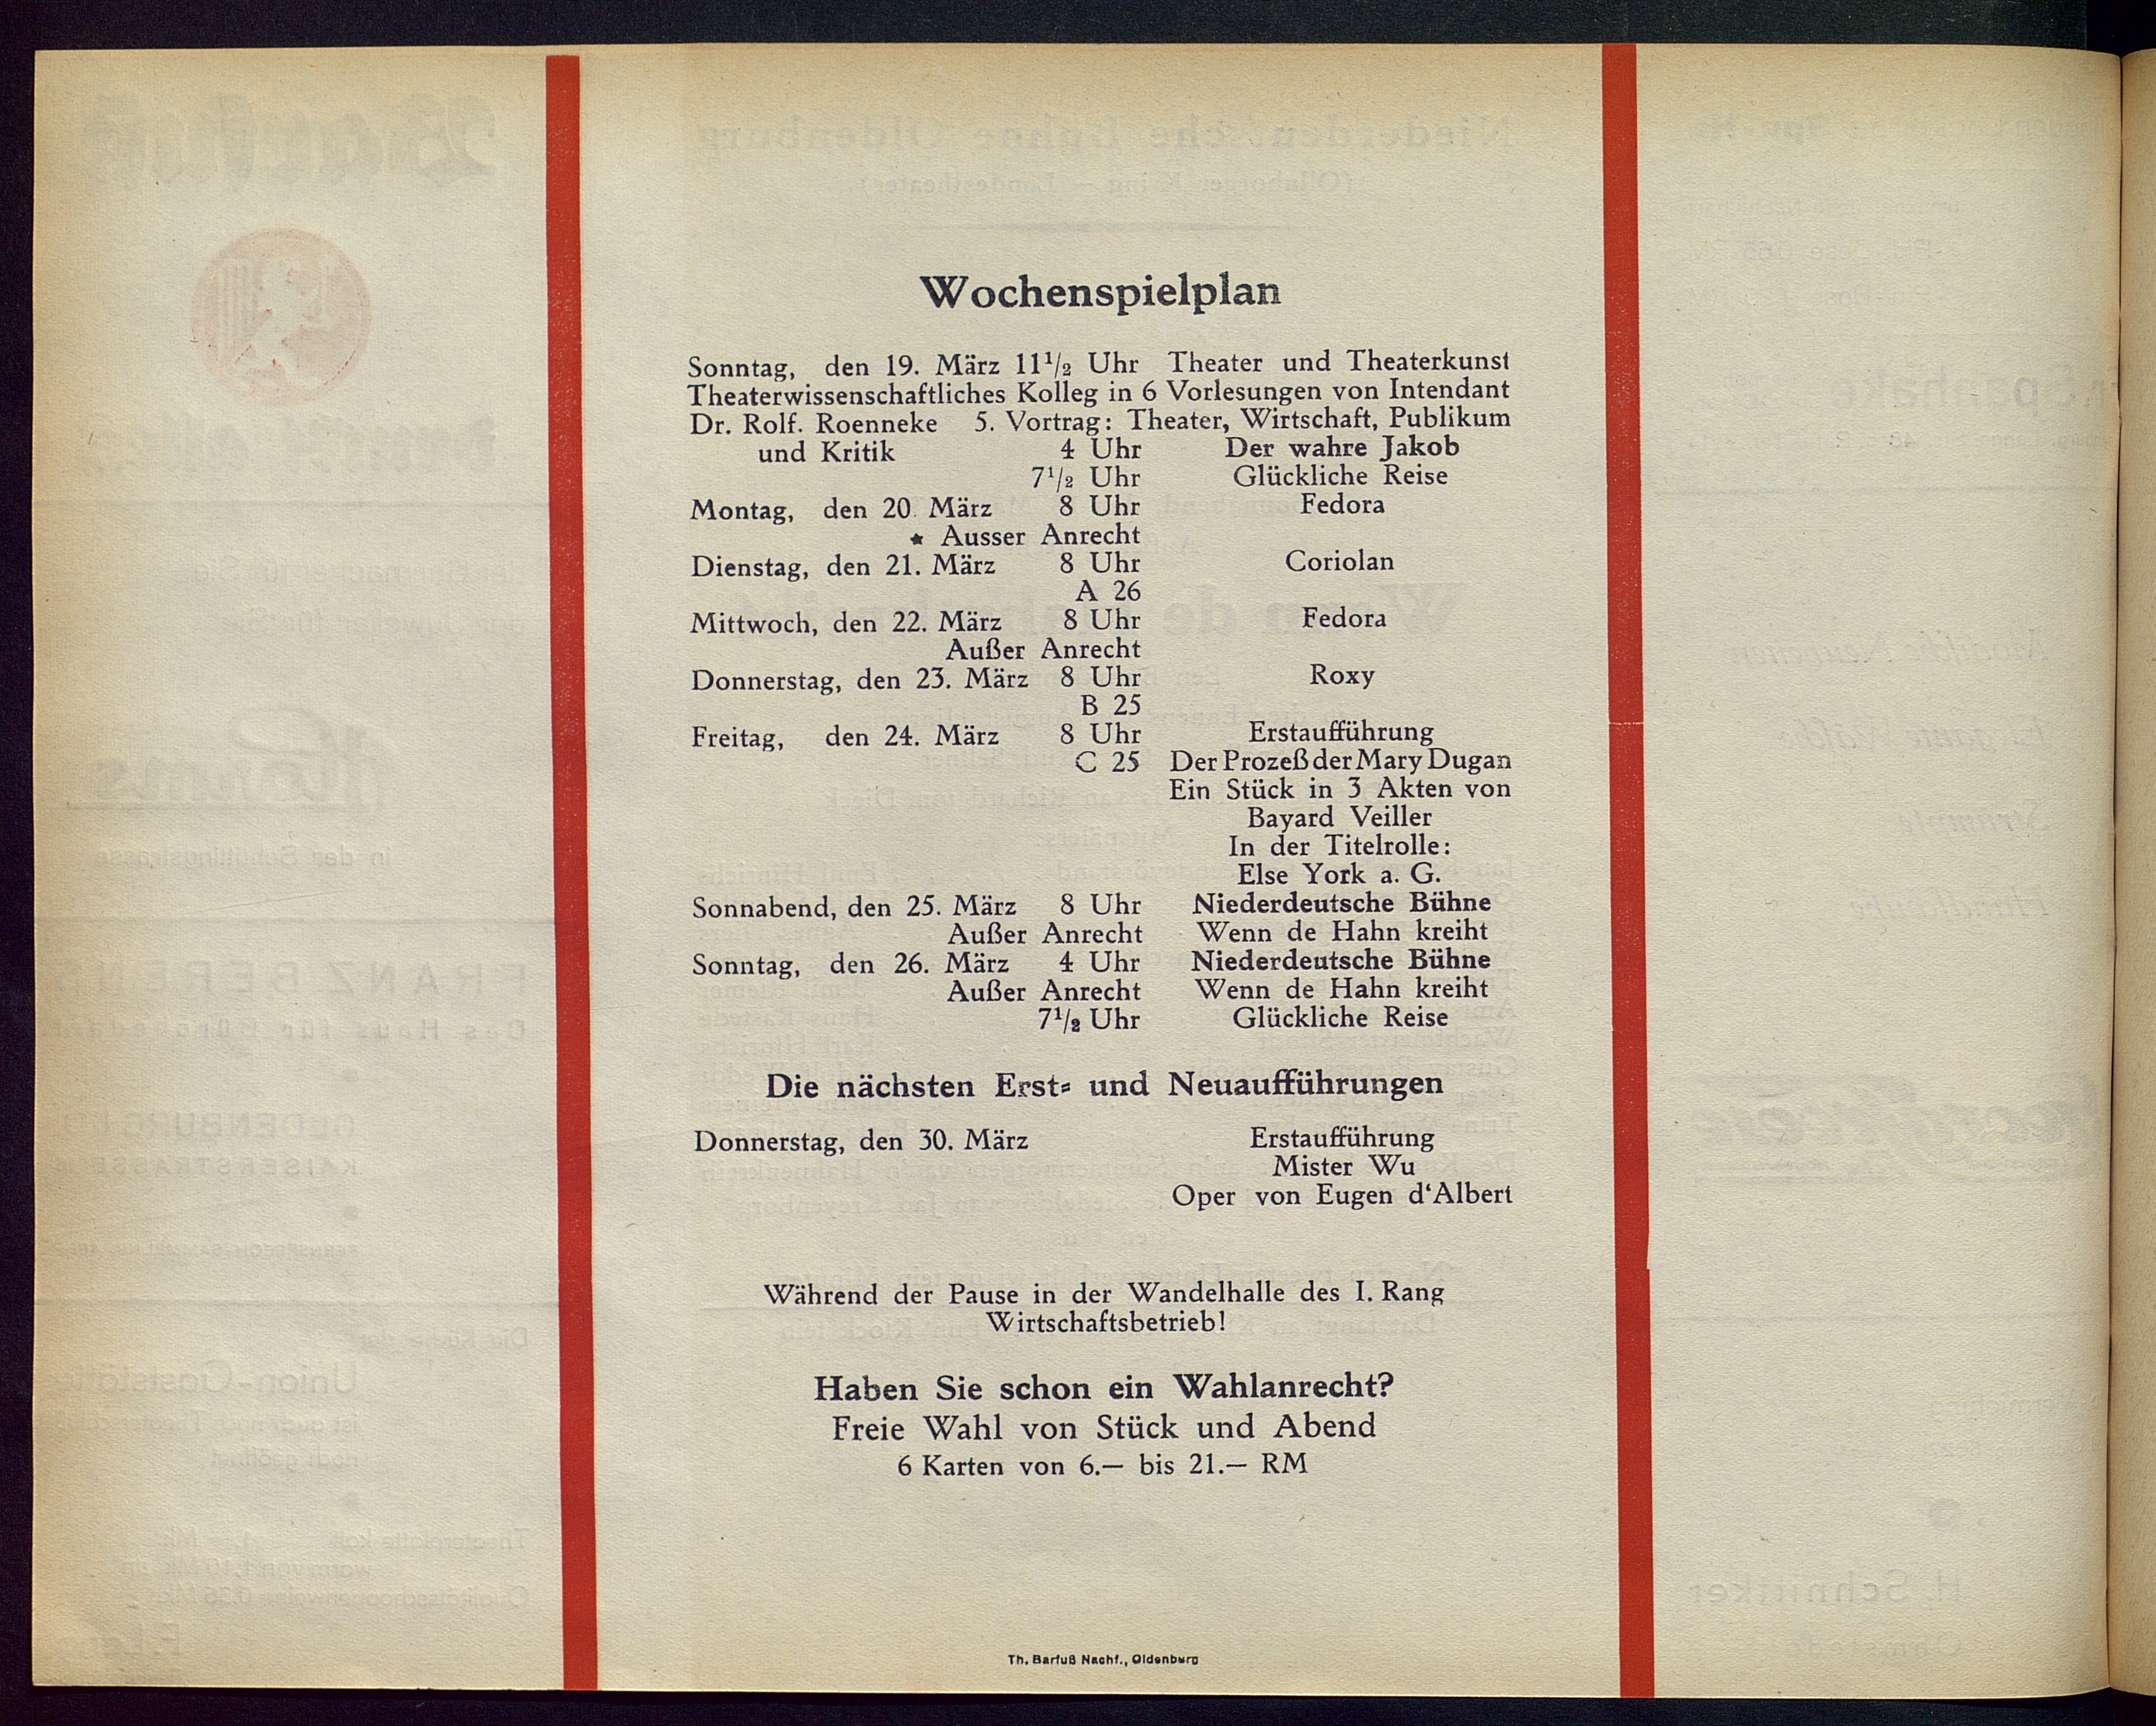 Wochenspielplan
Sonntag, den 19. März 11½ Uhr Theater und Theaterkunst
Theaterwissenschaftliches Kolleg in 6 Vorlesungen von Intendant
Dr. Rolf. Roenneke 5. Vortrag: Theater, Wirtschaft, Publikum
und Kritik 4 Uhr Der wahre Jakob
7½ Uhr Glückliche Reise
Montag, den 20. März 8 Uhr Fedora
* Ausser Anrecht
Dienstag, den 21. März 8 Uhr Coriolan
A 26
Mittwoch, den 22. März 8 Uhr Fedora
Außer Anrecht
Donnerstag, den 23. März 8 Uhr Roxy
B 25
Freitag, den 24. März 8 Uhr Erstaufführung
C 25 Der Prozeß der Mary Dugan
Ein Stück in 3 Akten von
Bayard Veiller
In der Titelrolle:
Else York a. G.
Sonnabend, den 25. März 8 Uhr Niederdeutsche Bühne
Außer Anrecht Wenn de Hahn kreiht
Sonntag, den 26. März 4 Uhr Niederdeutsche Bühne
Außer Anrecht Wenn de Hahn kreiht
7½ Uhr Glückliche Reise
Die nächsten Erst- und Neuaufführungen
Donnerstag, den 30. März Erstaufführung
Mister Wu
Oper von Eugen d'Albert
Während der Pause in der Wandelhalle des I. Rang
Wirtschaftsbetrieb!
Haben Sie schon ein Wahlanrecht?
Freie Wahl von Stück und Abend
6 Karten von 6.— bis 21.— RM
Th. Barfuß Nachf., Oldenburg